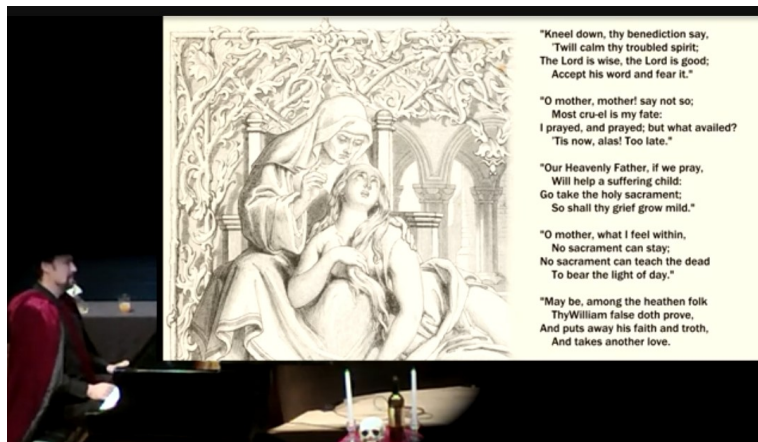 "Kneel down, thy benediction say,
'Twill calm thy troubled spirit;
The Lord is wise, the Lord is good;
Accept his word and fear it."
"O mother, mother! say not so;
Most cru-el is my fate:
I prayed, and prayed; but what availed?
'Tis now, alas! Too late."
"Our Heavenly Father, if we pray,
Will help a suffering child:
Go take the holy sacrament;
So shall thy grief grow mild."
"O mother, what I feel within,
No sacrament can stay;
No sacrament can teach the dead
To bear the light of day."
"May be, among the heathen folk
ThyWilliam false doth prove,
And puts away his faith and troth,
And takes another love.